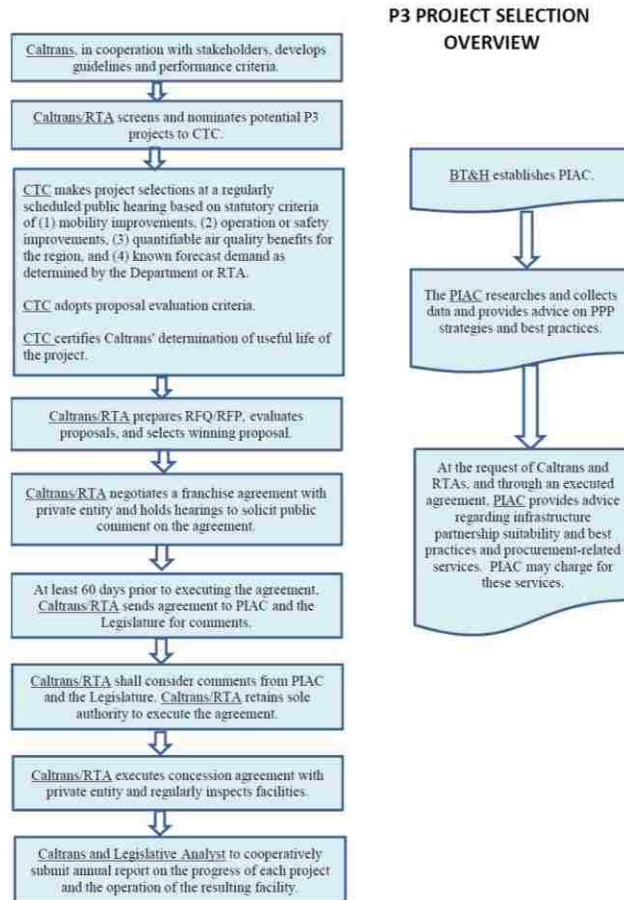 P3 PROJECT SELECTION
OVERVIEW
Caltrans, in cooperation with stakeholders, develops
guidelines and performance criteria.
Caltrans/RTA screens and nominates potential P3
projects to CTC.
CTC makes project selections at a regularly
scheduled public hearing based on statutory criteria
of (1) mobility improvements, (2) operation or safety
improvements, (3) quantifiable air quality benefits for
the region, and (4) known forecast demand as
determined by the Department or RTA.
CTC adopts proposal evaluation criteria.
CTC certifies Caltrans' determination of useful life of
the project.
Caltrans/RTA prepares RFQ/RFP, evaluates
proposals, and selects winning proposal.
Caltrans/RTA negotiates a franchise agreement with
private entity and holds hearings to solicit public
comment on the agreement.
At least 60 days prior to executing the agreement,
Caltrans/RTA sends agreement to PIAC and the
Legislature for comments.
Caltrans/RTA shall consider comments from PIAC
and the Legislature. Caltrans/RTA retains sole
authority to execute the agreement.
Caltrans/RTA executes concession agreement with
private entity and regularly inspects facilities.
Caltrans and Legislative Analyst to cooperatively
submit annual report on the progress of each project
and the operation of the resulting facility.
BT&H establishes PIAC.
The PIAC researches and collects
data and provides advice on PPP
strategies and best practices.
At the request of Caltrans and
RTAs, and through an executed
agreement, PIAC provides advice
regarding infrastructure
partnership suitability and best
practices and procurement-related
services. PIAC may charge for
these services.